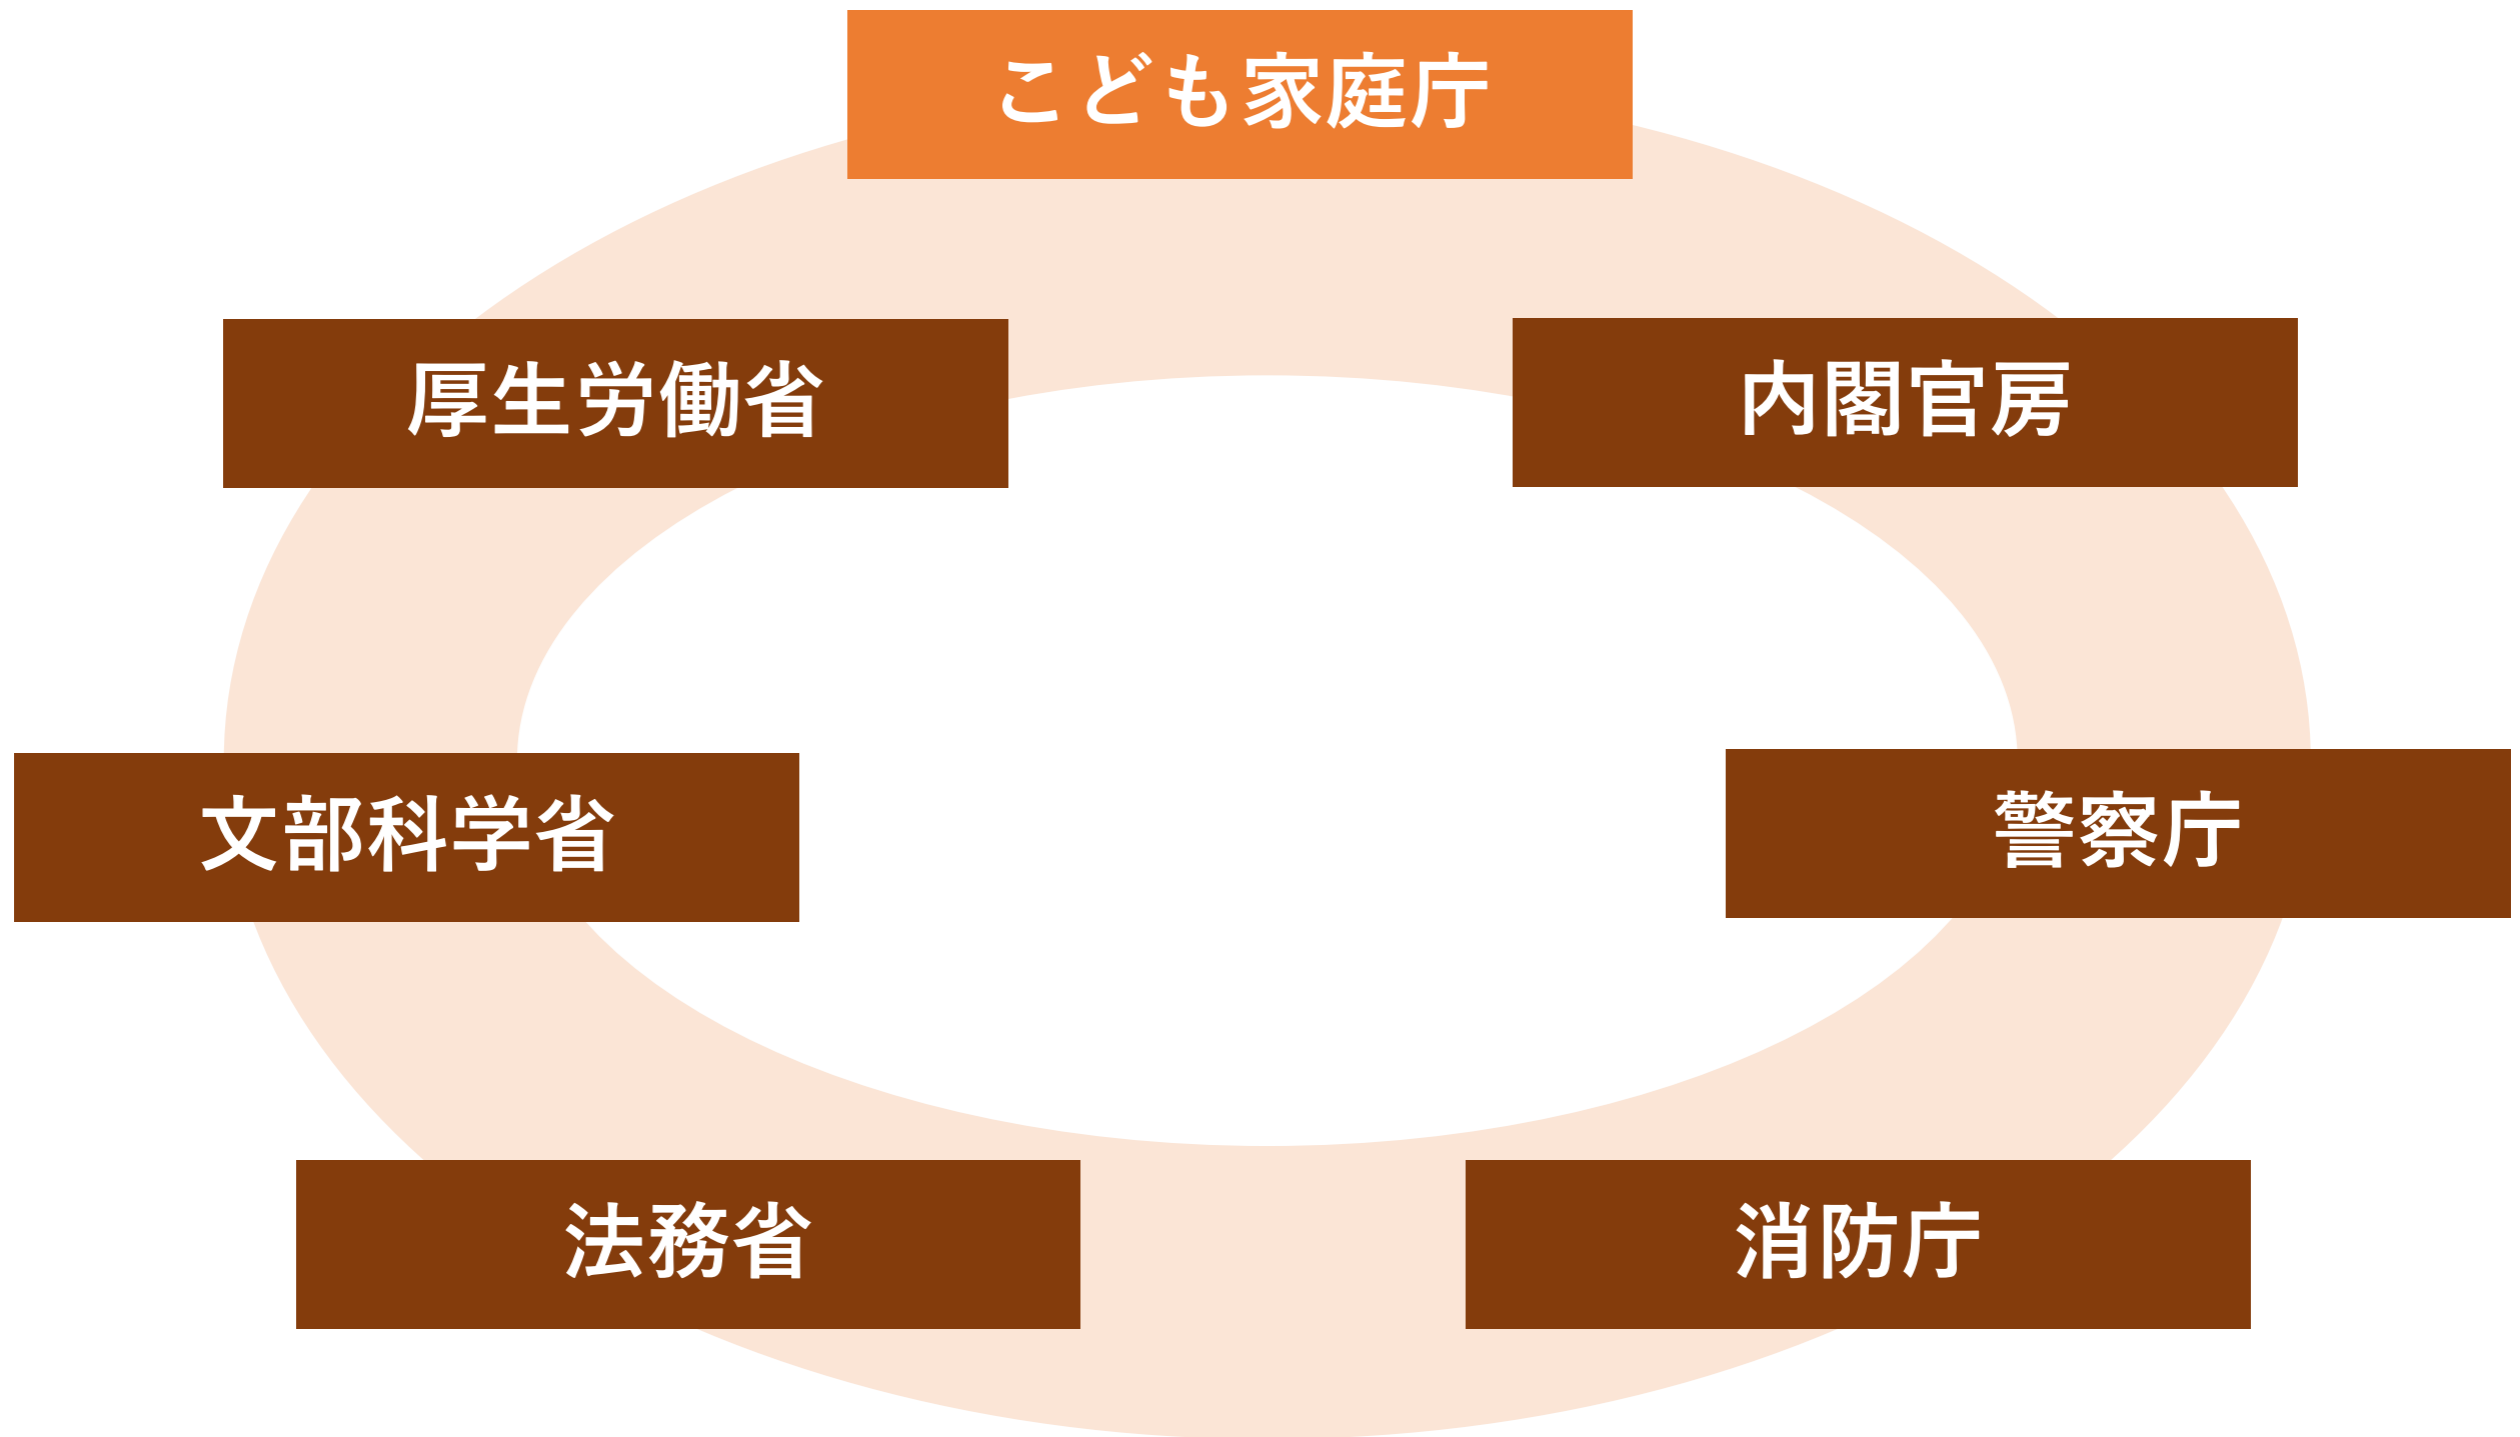 こども家庭庁
厚生労働省
内閣官房
文部科学省
警察庁
法務省
消防庁